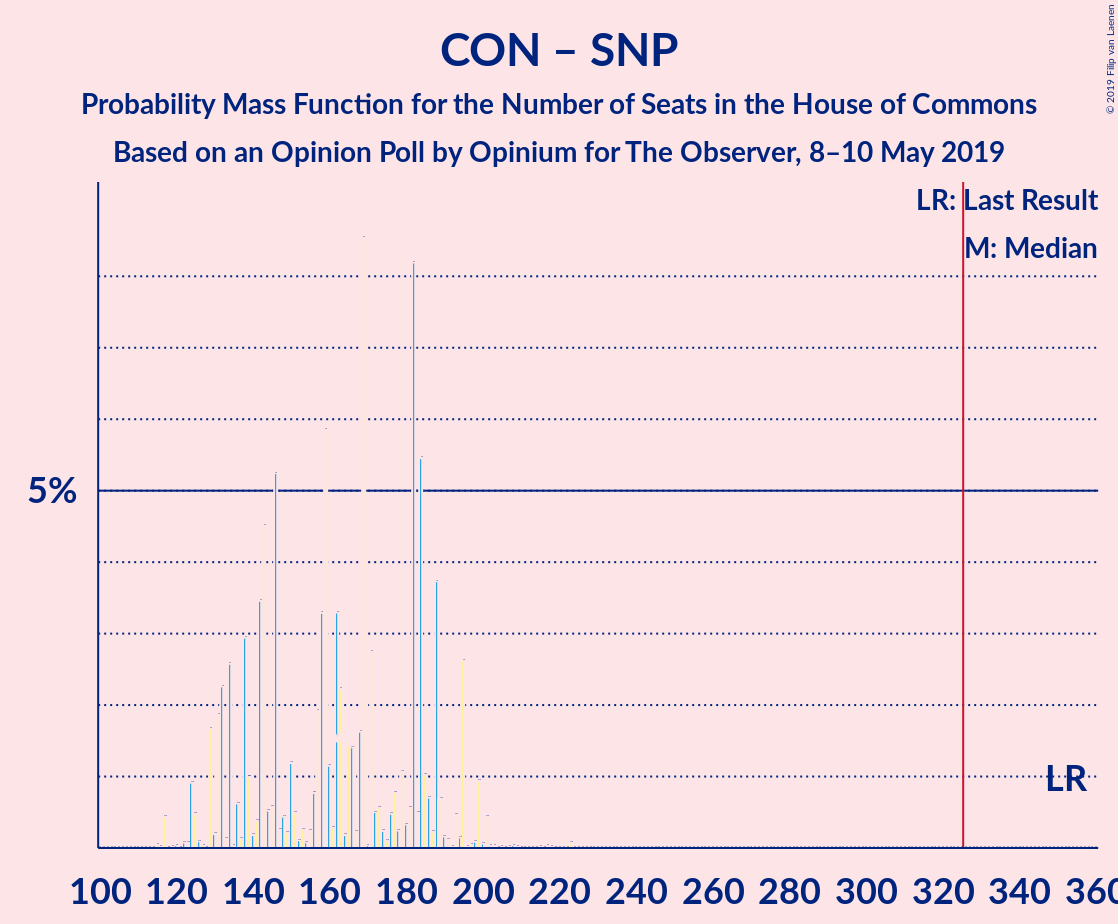 CON – SNP
Probability Mass Function for the Number of Seats in the House of Commons
Based on an Opinion Poll by Opinium for The Observer, 8–10 May 2019
© 2019 Filip van Laenen
LR: Last Result
M: Median
5%
LR
100 120 140 160 180 200 220 240 260 280 300 320 340 360